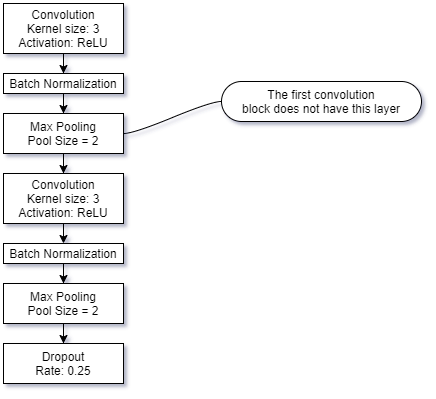 Convolution
Kernel size: 3
Activation: ReLU
Batch Normalization
Max Pooling
Pool Size = 2
The first convolution
block does not have this layer
Convolution
Kernel size: 3
Activation: ReLU
Batch Normalization
Max Pooling
Pool Size = 2
Dropout
Rate: 0.25